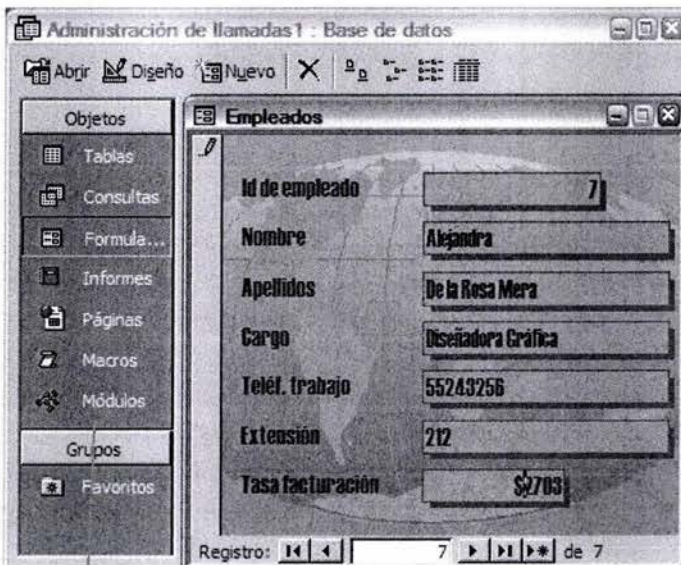 Administración de llamadas1 : Base de datos
Abrir Diseño Nuevo
Objetos
Tablas
Consultas
Formula...
Informes
Páginas
Macros
Módulos
Grupos
Favoritos
Empleados
Id de empleado 7
Nombre Alejandra
Apellidos De la Rosa Mera
Cargo Diseñadora Gráfica
Teléf. trabajo 55243256
Extensión 212
Tasa facturación $2703
Registro: 7 de 7